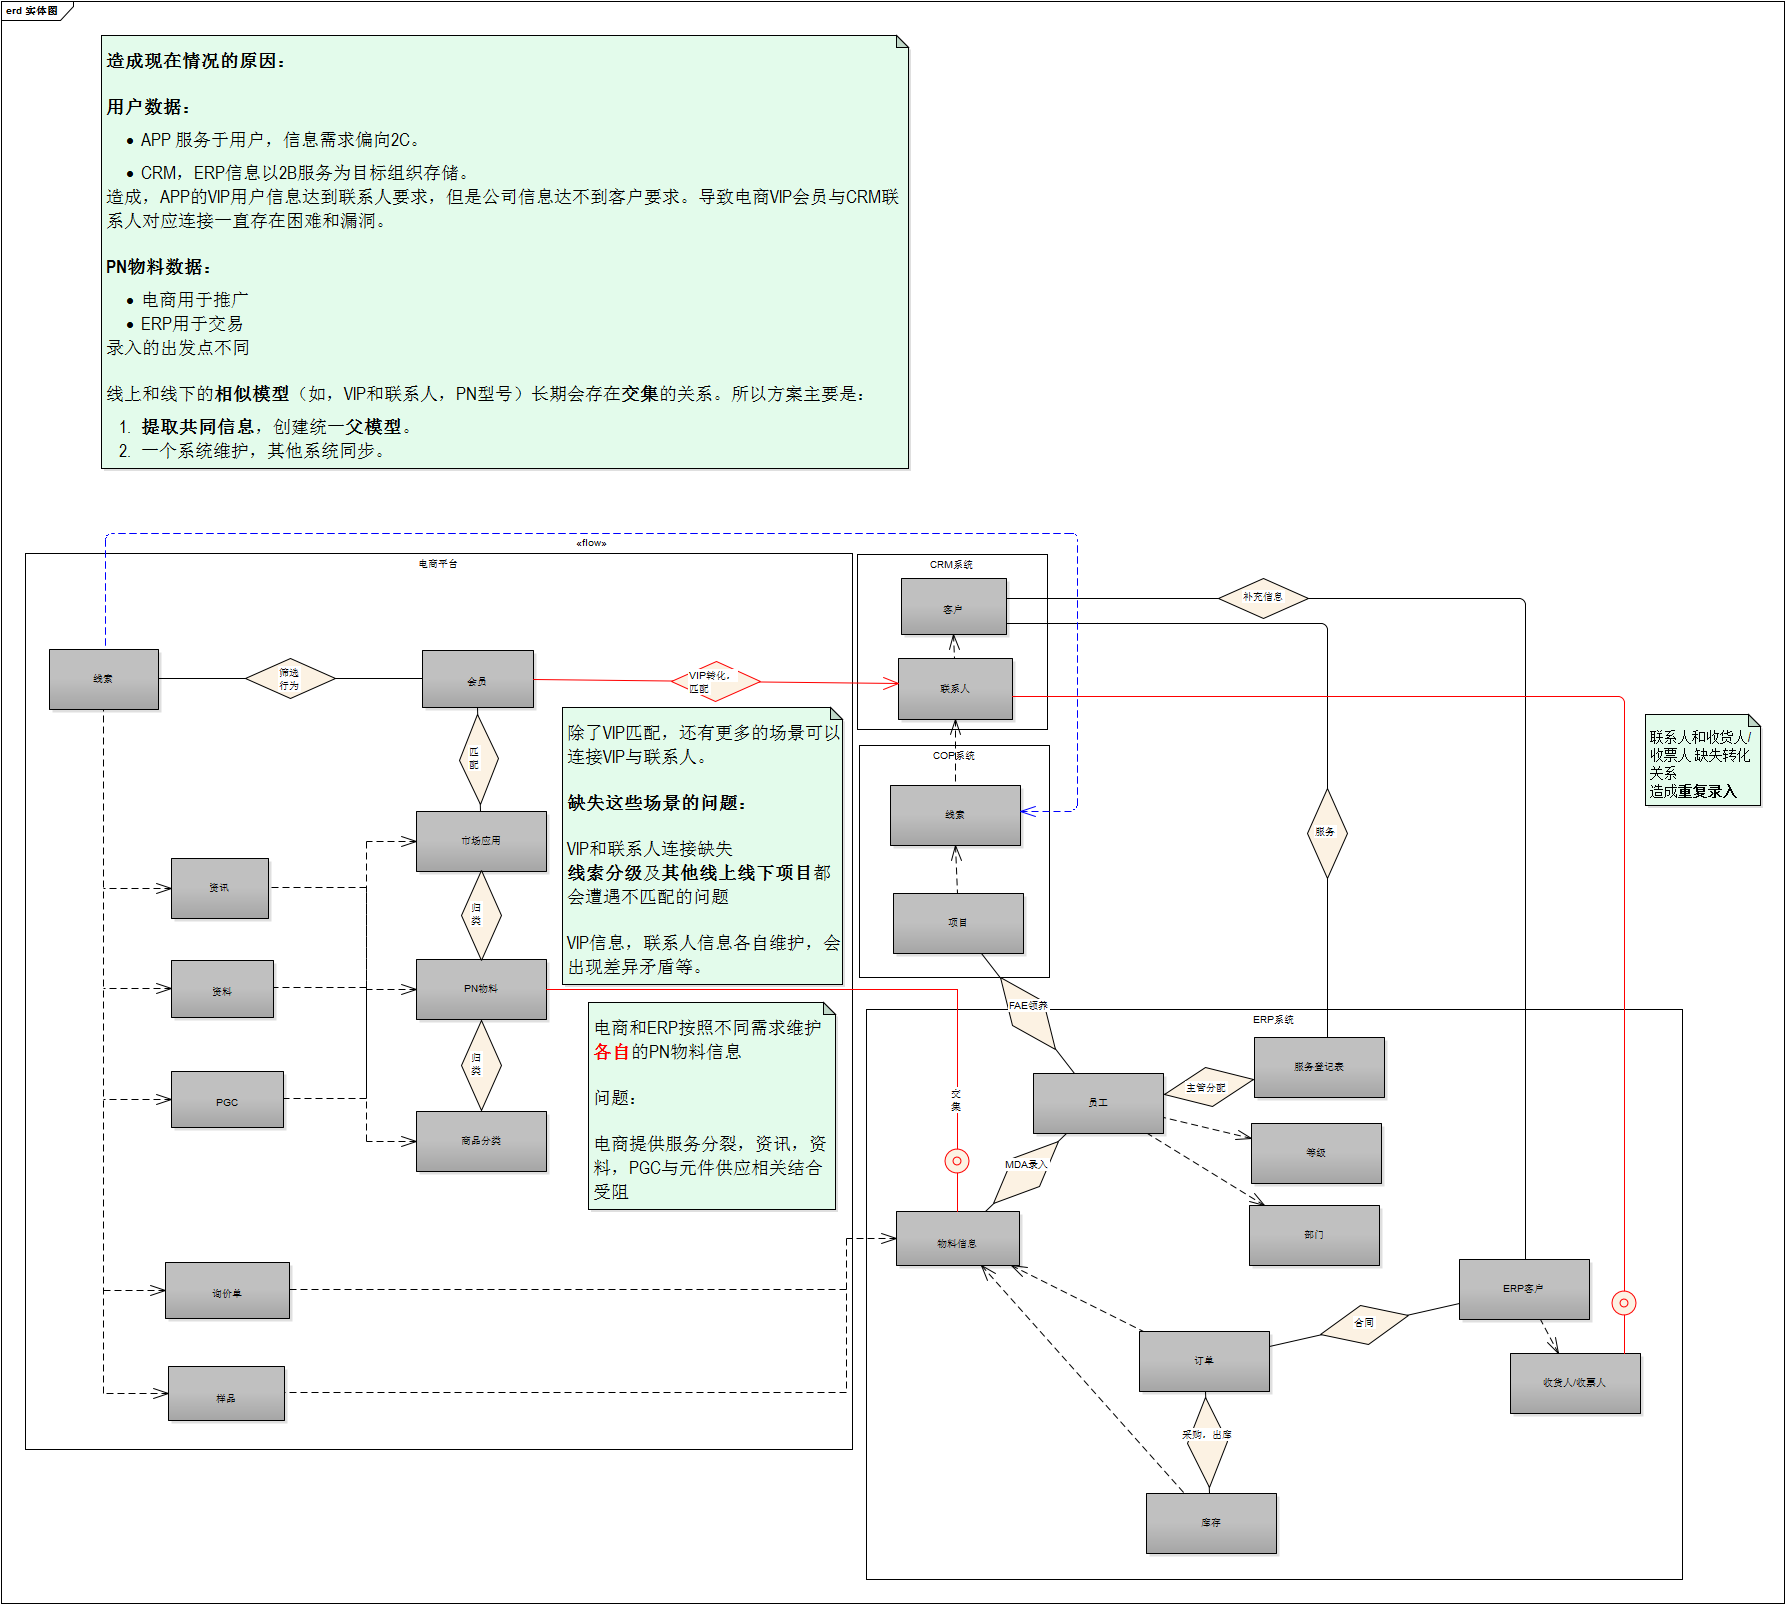 erd 实体图
造成现在情况的原因：
用户数据：
• APP 服务于用户，信息需求偏向2C。
• CRM，ERP信息以2B服务为目标组织存储。
造成，APP的VIP用户信息达到联系人要求，但是公司信息达不到客户要求。导致电商VIP会员与CRM联
系人对应连接一直存在困难和漏洞。
PN物料数据：
• 电商用于推广
• ERP用于交易
录入的出发点不同
线上和线下的相似模型（如，VIP和联系人，PN型号）长期会存在交集的关系。所以方案主要是：
1. 提取共同信息，创建统一父模型。
2. 一个系统维护，其他系统同步。
«flow»
电商平台
CRM系统
客户
补充信息
线索
筛选
行为
会员
VIP转化，
匹配
联系人
除了VIP匹配，还有更多的场景可以
连接VIP与联系人。
缺失这些场景的问题：
VIP和联系人连接缺失
线索分级及其他线上线下项目都
会遭遇不匹配的问题
VIP信息，联系人信息各自维护，会
出现差异矛盾等。
联系人和收货人/
收票人 缺失转化
关系
造成重复录入
匹
配
COP系统
线索
市场应用
服务
资讯
归
类
项目
资料
PN物料
FAE领养
电商和ERP按照不同需求维护
各自的PN物料信息
问题：
电商提供服务分裂，资讯，资
料，PGC与元件供应相关结合
受阻
ERP系统
归
类
服务登记表
主管分配
PGC
交
集
员工
商品分类
等级
MDA录入
物料信息
部门
询价单
ERP客户
合同
订单
收货人/收票人
样品
采购，出库
库存